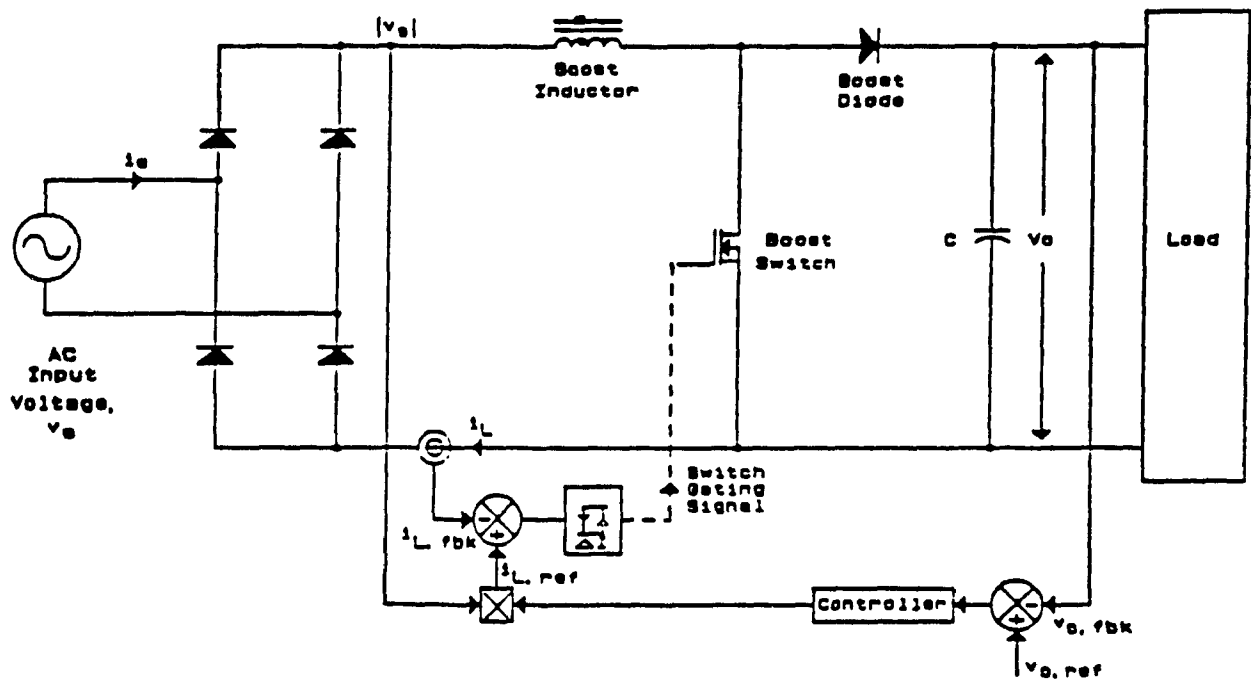 |vs|
Boost
Inductor
Boost
Diode
is
Boost
Switch
C
Vo
Load
AC
Input
Voltage,
vs
iL
Switch
Gating
Signal
iL, fbk
iL, ref
Controller
vo, fbk
vo, ref